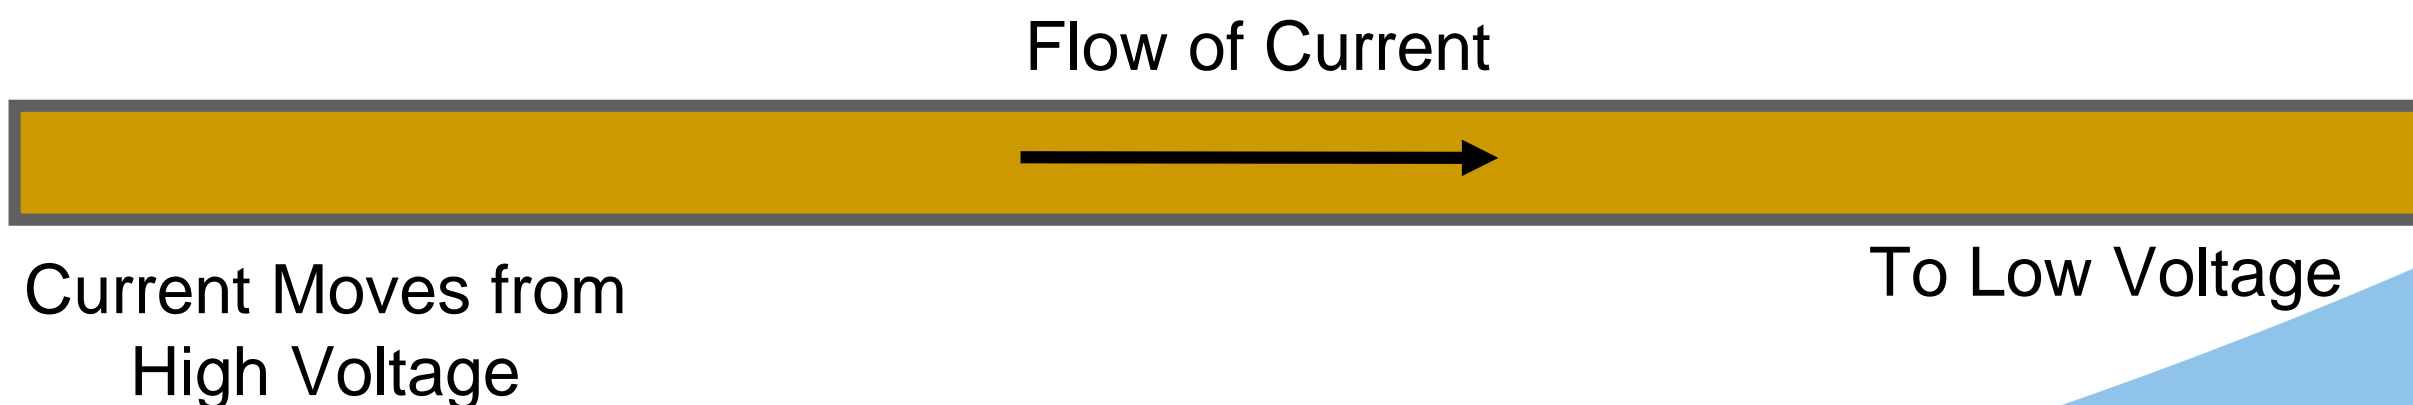 Flow of Current
Current Moves from
High Voltage
To Low Voltage